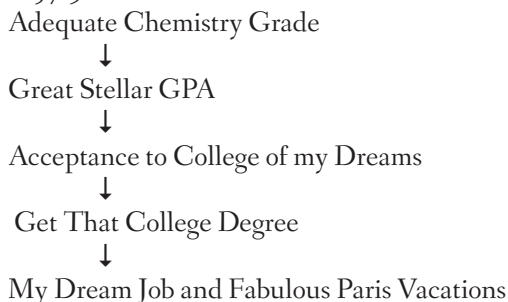 Adequate Chemistry Grade
↓
Great Stellar GPA
↓
Acceptance to College of my Dreams
↓
Get That College Degree
↓
My Dream Job and Fabulous Paris Vacations